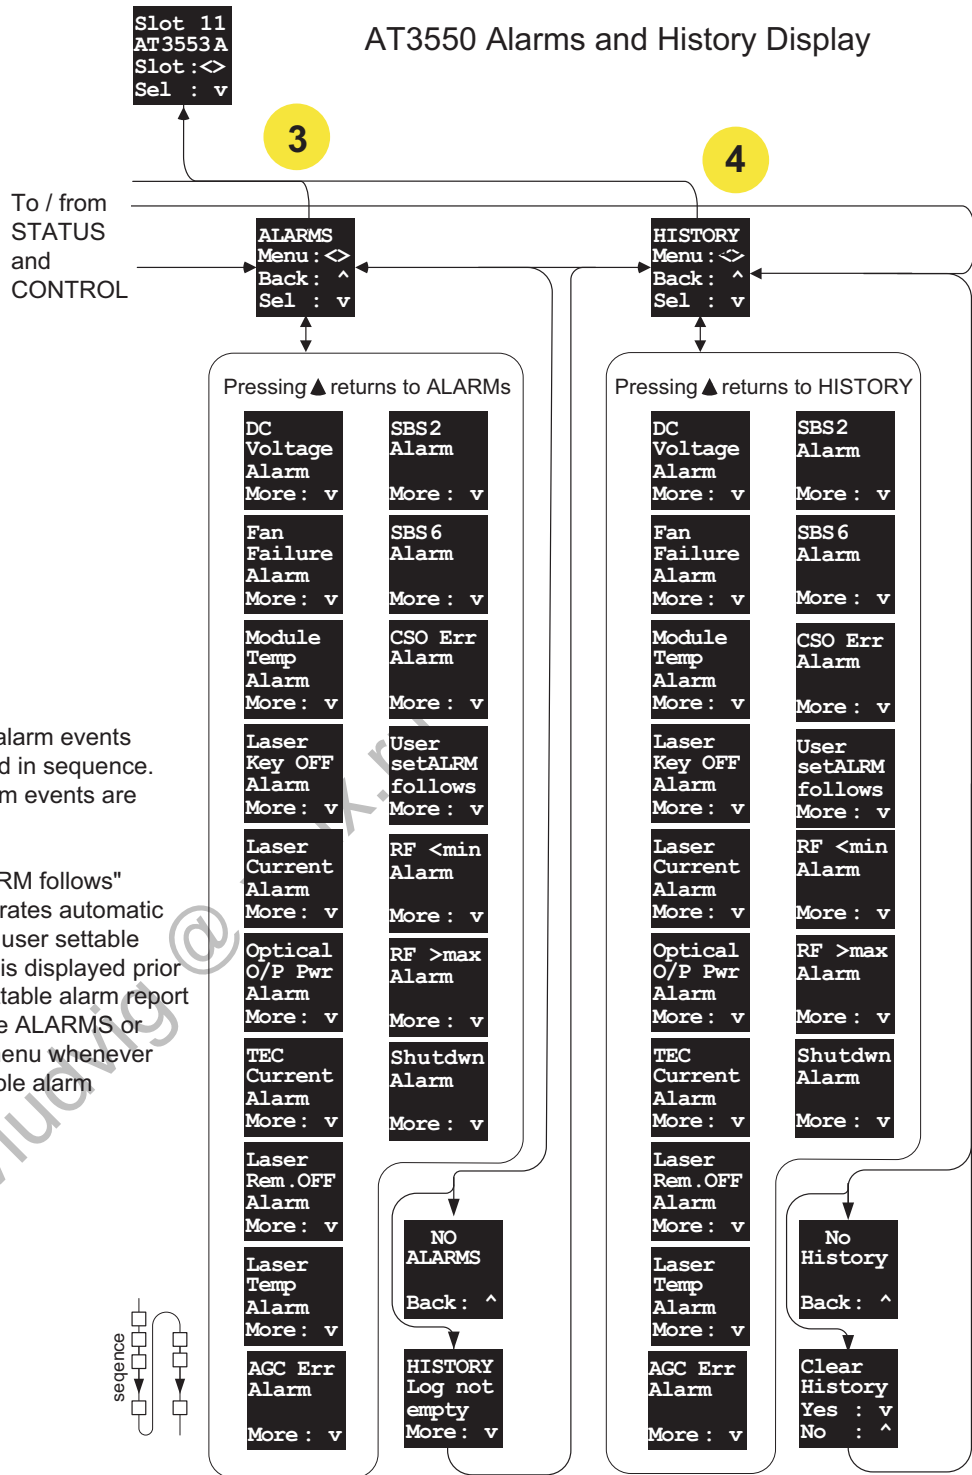 Slot 11
AT3553A
Slot:<>
Sel : v
AT3550 Alarms and History Display
3
4
To / from
STATUS
and
CONTROL
ALARMS
Menu:<>
Back: ^
Sel : v
HISTORY
Menu:<>
Back: ^
Sel : v
Pressing ▲ returns to ALARMs
DC
Voltage
Alarm
More: v
Fan
Failure
Alarm
More: v
Module
Temp
Alarm
More: v
Laser
Key OFF
Alarm
More: v
Laser
Current
Alarm
More: v
Optical
O/P Pwr
Alarm
More: v
TEC
Current
Alarm
More: v
Laser
Rem.OFF
Alarm
More: v
Laser
Temp
Alarm
More: v
AGC Err
Alarm
More: v
SBS2
Alarm
More: v
SBS6
Alarm
More: v
CSO Err
Alarm
More: v
User
setALRM
follows
More: v
RF <min
Alarm
More: v
RF >max
Alarm
More: v
Shutdwn
Alarm
More: v
NO
ALARMS
Back: ^
HISTORY
Log not
empty
More: v
Pressing ▲ returns to HISTORY
DC
Voltage
Alarm
More: v
Fan
Failure
Alarm
More: v
Module
Temp
Alarm
More: v
Laser
Key OFF
Alarm
More: v
Laser
Current
Alarm
More: v
Optical
O/P Pwr
Alarm
More: v
TEC
Current
Alarm
More: v
Laser
Rem.OFF
Alarm
More: v
Laser
Temp
Alarm
More: v
AGC Err
Alarm
More: v
SBS2
Alarm
More: v
SBS6
Alarm
More: v
CSO Err
Alarm
More: v
User
setALRM
follows
More: v
RF <min
Alarm
More: v
RF >max
Alarm
More: v
Shutdwn
Alarm
More: v
No
History
Back: ^
Clear
History
Yes : v
No : ^
alarm events
d in sequence.
m events are
RM follows"
rates automatic
user settable
is displayed prior
ttable alarm report
e ALARMS or
enu whenever
ble alarm
seqence